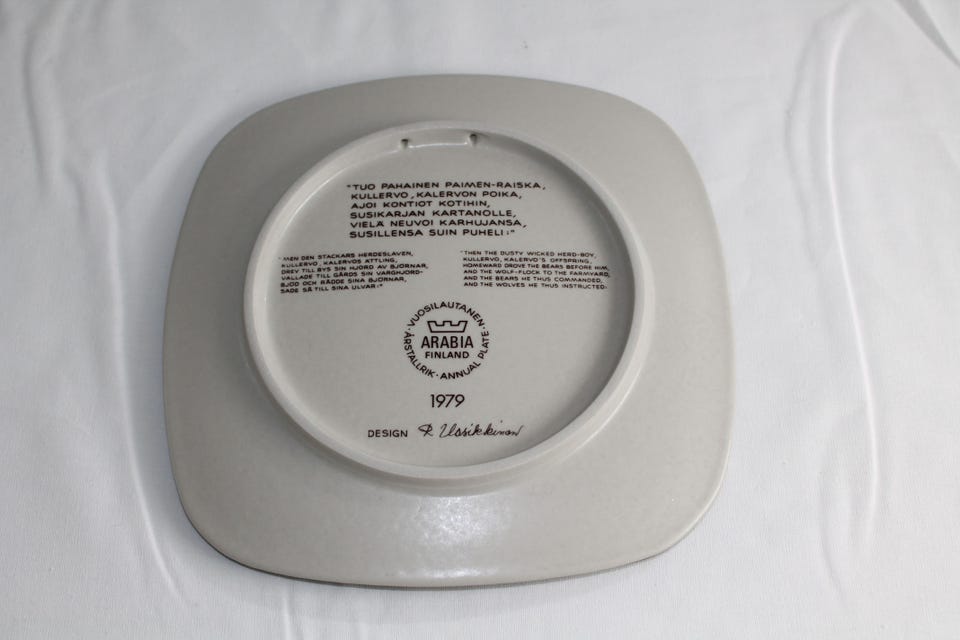 "TUO PAHAINEN PAIMEN-RAISKA,
KULLERVO, KALERVON POIKA,
AJOI KONTIOT KOTIHIN,
SUSIKARJAN KARTANOLLE,
VIELÄ NEUVOI KARHUJANSA,
SUSILLENSA SUIN PUHELI:"
"MEN DEN STACKARS HERDESLAVEN,
KULLERVO, KALERVOS ÄTTLING,
DREV TILL BYS SIN HJORD AV BJÖRNAR,
VALLADE TILL GÅRDS SIN VARGHJORD-
BJÖD OCH RÅDDE SINA BJÖRNAR,
SADE SÅ TILL SINA ULVAR:"
"THEN THE DUSTY WICKED HERD-BOY,
KULLERVO, KALERVO'S OFFSPRING,
HOMEWARD DROVE THE BEARS BEFORE HIM,
AND THE WOLF-FLOCK TO THE FARMYARD,
AND THE BEARS HE THUS COMMANDED,
AND THE WOLVES HE THUS INSTRUCTED:
·VUOSILAUTANEN·
ARABIA
FINLAND
ÅRSTALLRIK·ANNUAL PLATE
1979
DESIGN R Uosikkinen